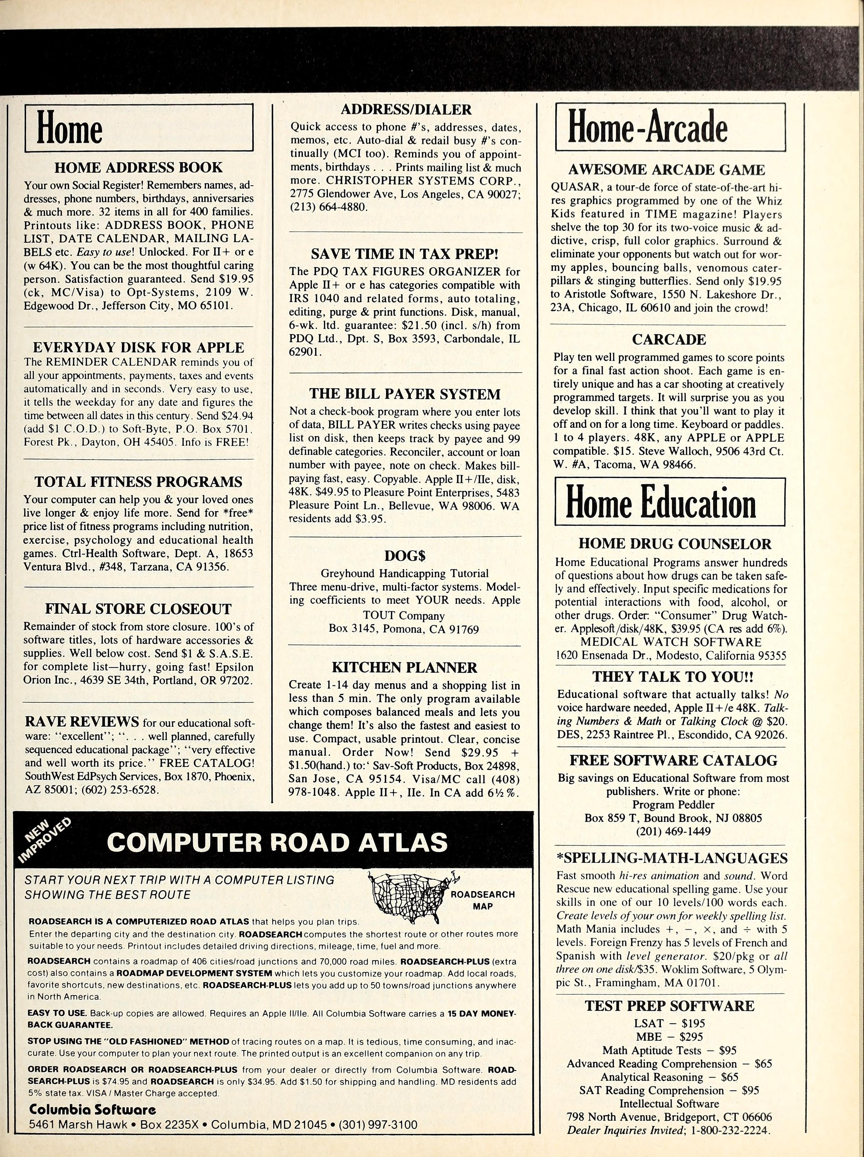 Home
HOME ADDRESS BOOK
Your own Social Register! Remembers names, ad-
dresses, phone numbers, birthdays, anniversaries
& much more. 32 items in all for 400 families.
Printouts like: ADDRESS BOOK, PHONE
LIST, DATE CALENDAR, MAILING LA-
BELS etc. Easy to use! Unlocked. For II+ or e
(w 64K). You can be the most thoughtful caring
person. Satisfaction guaranteed. Send $19.95
(ck, MC/Visa) to Opt-Systems, 2109 W.
Edgewood Dr., Jefferson City, MO 65101.
EVERYDAY DISK FOR APPLE
The REMINDER CALENDAR reminds you of
all your appointments, payments, taxes and events
automatically and in seconds. Very easy to use,
it tells the weekday for any date and figures the
time between all dates in this century. Send $24.94
(add $1 C.O.D.) to Soft-Byte, P.O. Box 5701.
Forest Pk., Dayton, OH 45405. Info is FREE!
TOTAL FITNESS PROGRAMS
Your computer can help you & your loved ones
live longer & enjoy life more. Send for *free*
price list of fitness programs including nutrition,
exercise, psychology and educational health
games. Ctrl-Health Software, Dept. A, 18653
Ventura Blvd., #348, Tarzana, CA 91356.
FINAL STORE CLOSEOUT
Remainder of stock from store closure. 100's of
software titles, lots of hardware accessories &
supplies. Well below cost. Send $1 & S.A.S.E.
for complete list—hurry, going fast! Epsilon
Orion Inc., 4639 SE 34th, Portland, OR 97202.
RAVE REVIEWS for our educational soft-
ware: "excellent"; ". . . well planned, carefully
sequenced educational package"; "very effective
and well worth its price." FREE CATALOG!
SouthWest EdPsych Services, Box 1870, Phoenix,
AZ 85001; (602) 253-6528.
ADDRESS/DIALER
Quick access to phone #'s, addresses, dates,
memos, etc. Auto-dial & redail busy #'s con-
tinually (MCI too). Reminds you of appoint-
ments, birthdays . . . Prints mailing list & much
more. CHRISTOPHER SYSTEMS CORP.,
2775 Glendower Ave, Los Angeles, CA 90027;
(213) 664-4880.
SAVE TIME IN TAX PREP!
The PDQ TAX FIGURES ORGANIZER for
Apple II+ or e has categories compatible with
IRS 1040 and related forms, auto totaling,
editing, purge & print functions. Disk, manual,
6-wk. ltd. guarantee: $21.50 (incl. s/h) from
PDQ Ltd., Dpt. S, Box 3593, Carbondale, IL
62901.
THE BILL PAYER SYSTEM
Not a check-book program where you enter lots
of data, BILL PAYER writes checks using payee
list on disk, then keeps track by payee and 99
definable categories. Reconciler, account or loan
number with payee, note on check. Makes bill-
paying fast, easy. Copyable. Apple II+/IIe, disk,
48K. $49.95 to Pleasure Point Enterprises, 5483
Pleasure Point Ln., Bellevue, WA 98006. WA
residents add $3.95.
DOG$
Greyhound Handicapping Tutorial
Three menu-drive, multi-factor systems. Model-
ing coefficients to meet YOUR needs. Apple
TOUT Company
Box 3145, Pomona, CA 91769
KITCHEN PLANNER
Create 1-14 day menus and a shopping list in
less than 5 min. The only program available
which composes balanced meals and lets you
change them! It's also the fastest and easiest to
use. Compact, usable printout. Clear, concise
manual. Order Now! Send $29.95 +
$1.50(hand.) to:' Sav-Soft Products, Box 24898,
San Jose, CA 95154. Visa/MC call (408)
978-1048. Apple II+, IIe. In CA add 6½%.
Home-Arcade
AWESOME ARCADE GAME
QUASAR, a tour-de force of state-of-the-art hi-
res graphics programmed by one of the Whiz
Kids featured in TIME magazine! Players
shelve the top 30 for its two-voice music & ad-
dictive, crisp, full color graphics. Surround &
eliminate your opponents but watch out for wor-
my apples, bouncing balls, venomous cater-
pillars & stinging butterflies. Send only $19.95
to Aristotle Software, 1550 N. Lakeshore Dr.,
23A, Chicago, IL 60610 and join the crowd!
CARCADE
Play ten well programmed games to score points
for a final fast action shoot. Each game is en-
tirely unique and has a car shooting at creatively
programmed targets. It will surprise you as you
develop skill. I think that you'll want to play it
off and on for a long time. Keyboard or paddles.
1 to 4 players. 48K, any APPLE or APPLE
compatible. $15. Steve Walloch, 9506 43rd Ct.
W. #A, Tacoma, WA 98466.
Home Education
HOME DRUG COUNSELOR
Home Educational Programs answer hundreds
of questions about how drugs can be taken safe-
ly and effectively. Input specific medications for
potential interactions with food, alcohol, or
other drugs. Order: "Consumer" Drug Watch-
er. Applesoft/disk/48K, $39.95 (CA res add 6%).
MEDICAL WATCH SOFTWARE
1620 Ensenada Dr., Modesto, California 95355
THEY TALK TO YOU!!
Educational software that actually talks! No
voice hardware needed, Apple II+/e 48K. Talk-
ing Numbers & Math or Talking Clock @ $20.
DES, 2253 Raintree Pl., Escondido, CA 92026.
FREE SOFTWARE CATALOG
Big savings on Educational Software from most
publishers. Write or phone:
Program Peddler
Box 859 T, Bound Brook, NJ 08805
(201) 469-1449
*SPELLING-MATH-LANGUAGES
Fast smooth hi-res animation and sound. Word
Rescue new educational spelling game. Use your
skills in one of our 10 levels/100 words each.
Create levels of your own for weekly spelling list.
Math Mania includes +, −, ×, and ÷ with 5
levels. Foreign Frenzy has 5 levels of French and
Spanish with level generator. $20/pkg or all
three on one disk/$35. Woklim Software, 5 Olym-
pic St., Framingham, MA 01701.
TEST PREP SOFTWARE
LSAT – $195
MBE – $295
Math Aptitude Tests – $95
Advanced Reading Comprehension – $65
Analytical Reasoning – $65
SAT Reading Comprehension – $95
Intellectual Software
798 North Avenue, Bridgeport, CT 06606
Dealer Inquiries Invited; 1-800-232-2224.
NEW
IMPROVED
COMPUTER ROAD ATLAS
START YOUR NEXT TRIP WITH A COMPUTER LISTING
SHOWING THE BEST ROUTE
ROADSEARCH
MAP
ROADSEARCH IS A COMPUTERIZED ROAD ATLAS that helps you plan trips.
Enter the departing city and the destination city. ROADSEARCH computes the shortest route or other routes more
suitable to your needs. Printout includes detailed driving directions, mileage, time, fuel and more.
ROADSEARCH contains a roadmap of 406 cities/road junctions and 70,000 road miles. ROADSEARCH-PLUS (extra
cost) also contains a ROADMAP DEVELOPMENT SYSTEM which lets you customize your roadmap. Add local roads,
favorite shortcuts, new destinations, etc. ROADSEARCH-PLUS lets you add up to 50 towns/road junctions anywhere
in North America.
EASY TO USE. Back-up copies are allowed. Requires an Apple II/IIe. All Columbia Software carries a 15 DAY MONEY-
BACK GUARANTEE.
STOP USING THE "OLD FASHIONED" METHOD of tracing routes on a map. It is tedious, time consuming, and inac-
curate. Use your computer to plan your next route. The printed output is an excellent companion on any trip.
ORDER ROADSEARCH OR ROADSEARCH-PLUS from your dealer or directly from Columbia Software. ROAD-
SEARCH-PLUS is $74.95 and ROADSEARCH is only $34.95. Add $1.50 for shipping and handling. MD residents add
5% state tax. VISA / Master Charge accepted.
Columbia Software
5461 Marsh Hawk • Box 2235X • Columbia, MD 21045 • (301) 997-3100